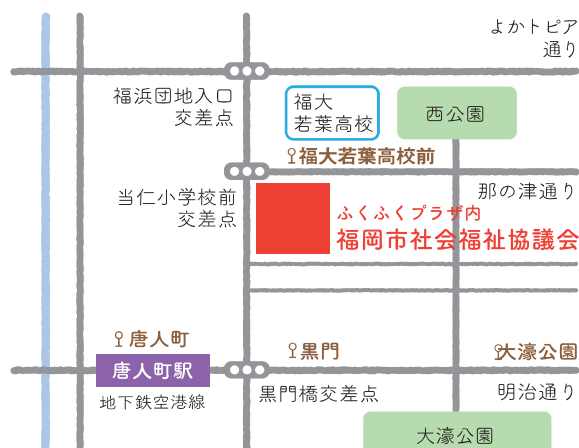 よかトピア
通り
福浜団地入口
交差点
福大
若葉高校
西公園
福大若葉高校前
当仁小学校前
交差点
那の津通り
ふくふくプラザ内
福岡市社会福祉協議会
唐人町
黒門
大濠公園
唐人町駅
地下鉄空港線
黒門橋交差点
明治通り
大濠公園